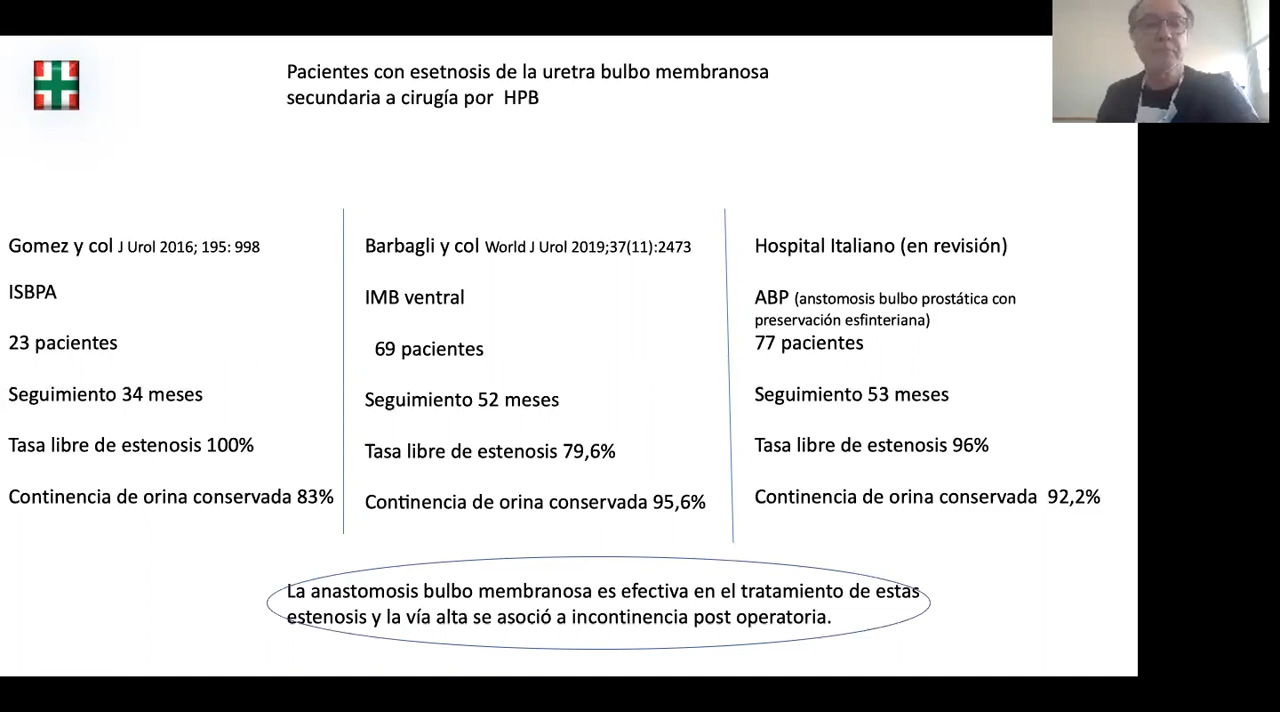 Pacientes con esetnosis de la uretra bulbo membranosa
secundaria a cirugía por HPB
Gomez y col J Urol 2016; 195: 998
ISBPA
23 pacientes
Seguimiento 34 meses
Tasa libre de estenosis 100%
Continencia de orina conservada 83%
Barbagli y col World J Urol 2019;37(11):2473
IMB ventral
69 pacientes
Seguimiento 52 meses
Tasa libre de estenosis 79,6%
Continencia de orina conservada 95,6%
Hospital Italiano (en revisión)
ABP (anstomosis bulbo prostática con
preservación esfinteriana)
77 pacientes
Seguimiento 53 meses
Tasa libre de estenosis 96%
Continencia de orina conservada 92,2%
La anastomosis bulbo membranosa es efectiva en el tratamiento de estas
estenosis y la vía alta se asoció a incontinencia post operatoria.